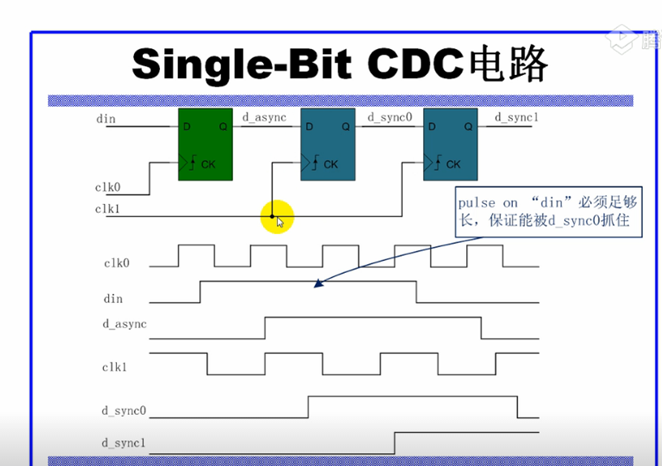 Single-Bit CDC电路
din
d_async
d_sync0
d_sync1
D Q
D Q
D Q
CK
CK
CK
clk0
clk1
pulse on “din”必须足够
长，保证能被d_sync0抓住
clk0
din
d_async
clk1
d_sync0
d_sync1
腾